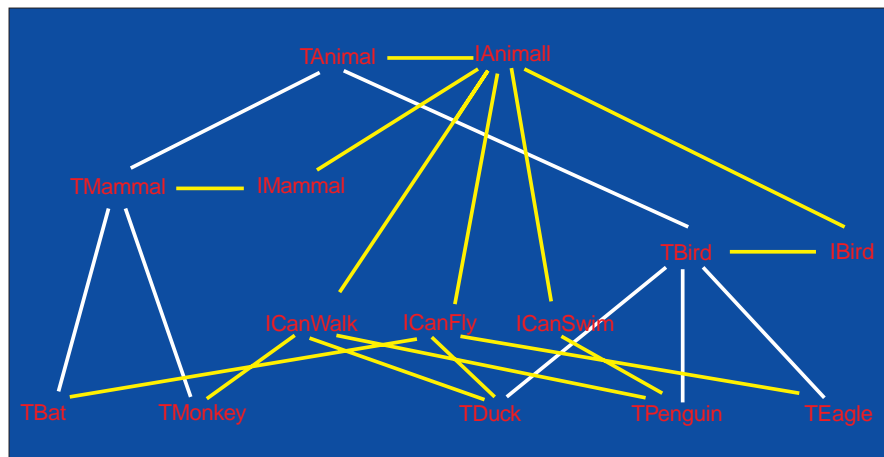 TAnimal IAnimall
TMammal IMammal
TBird IBird
ICanWalk ICanFly ICanSwim
TBat TMonkey TDuck TPenguin TEagle